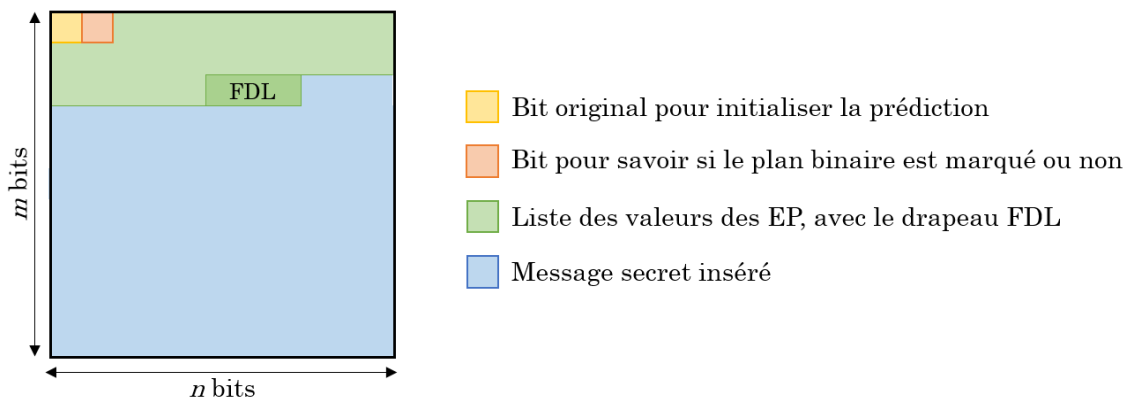 FDL
m bits
n bits
Bit original pour initialiser la prédiction
Bit pour savoir si le plan binaire est marqué ou non
Liste des valeurs des EP, avec le drapeau FDL
Message secret inséré